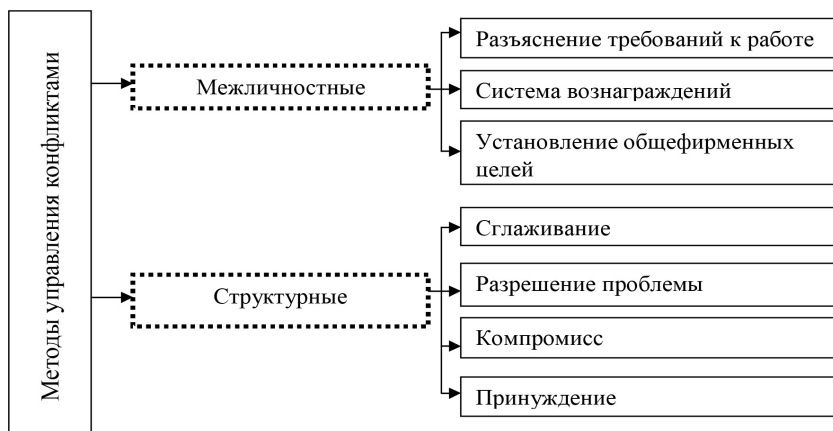 Методы управления конфликтами
Межличностные
Разъяснение требований к работе
Система вознаграждений
Установление общефирменных
целей
Структурные
Сглаживание
Разрешение проблемы
Компромисс
Принуждение